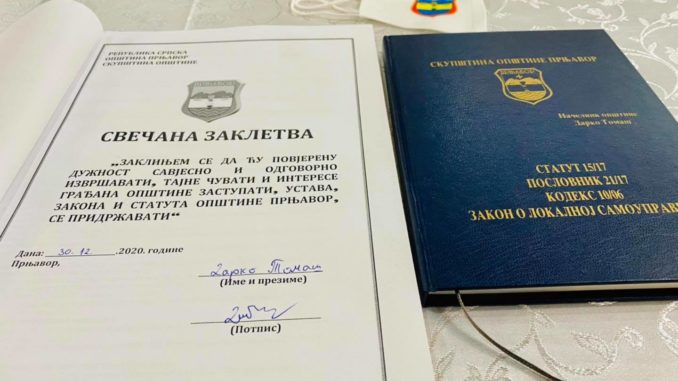 РЕПУБЛИКА СРПСКА
ОПШТИНА ПРЊАВОР
СКУПШТИНА ОПШТИНЕ
ПРЊАВОР
СВЕЧАНА ЗАКЛЕТВА
„ЗАКЛИЊЕМ СЕ ДА ЋУ ПОВЈЕРЕНУ
ДУЖНОСТ САВЈЕСНО И ОДГОВОРНО
ИЗВРШАВАТИ, ТАЈНЕ ЧУВАТИ И ИНТЕРЕСЕ
ГРАЂАНА ОПШТИНЕ ЗАСТУПАТИ, УСТАВА,
ЗАКОНА И СТАТУТА ОПШТИНЕ ПРЊАВОР,
СЕ ПРИДРЖАВАТИ“
Дана: 30. 12 .2020. године
Прњавор,
Дарко Томаш
(Име и презиме)
(Потпис)
СКУПШТИНА ОПШТИНЕ ПРЊАВОР
ПРЊАВОР
Начелник општине
Дарко Томаш
СТАТУТ 15/17
ПОСЛОВНИК 21/17
КОДЕКС 10/06
ЗАКОН О ЛОКАЛНОЈ САМОУПРАВИ